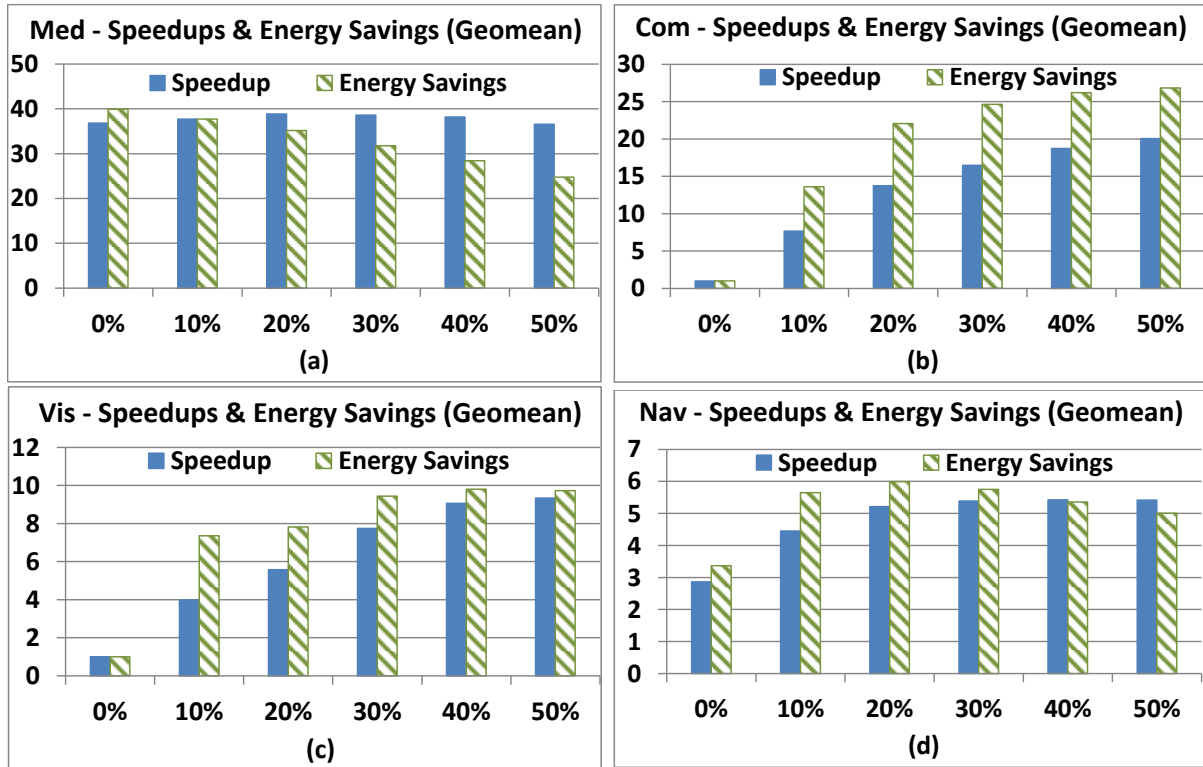 Med - Speedups & Energy Savings (Geomean)
50
40
30
20
10
0
Speedup
Energy Savings
0% 10% 20% 30% 40% 50%
(a)
Com - Speedups & Energy Savings (Geomean)
30
25
20
15
10
5
0
Speedup
Energy Savings
0% 10% 20% 30% 40% 50%
(b)
Vis - Speedups & Energy Savings (Geomean)
12
10
8
6
4
2
0
Speedup
Energy Savings
0% 10% 20% 30% 40% 50%
(c)
Nav - Speedups & Energy Savings (Geomean)
7
6
5
4
3
2
1
0
Speedup
Energy Savings
0% 10% 20% 30% 40% 50%
(d)